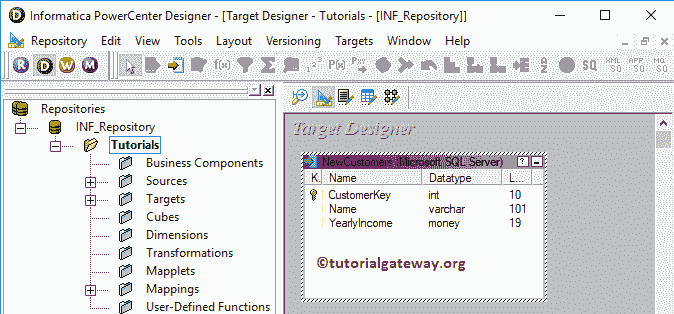 Informatica PowerCenter Designer - [Target Designer - Tutorials - [INF_Repository]]
Repository Edit View Tools Layout Versioning Targets Window Help
R D W M
Repositories
INF_Repository
Tutorials
Business Components
Sources
Targets
Cubes
Dimensions
Transformations
Mapplets
Mappings
User-Defined Functions
Target Designer
NewCustomers (Microsoft SQL Server)
K. Name Datatype L...
CustomerKey int 10
Name varchar 101
YearlyIncome money 19
©tutorialgateway.org